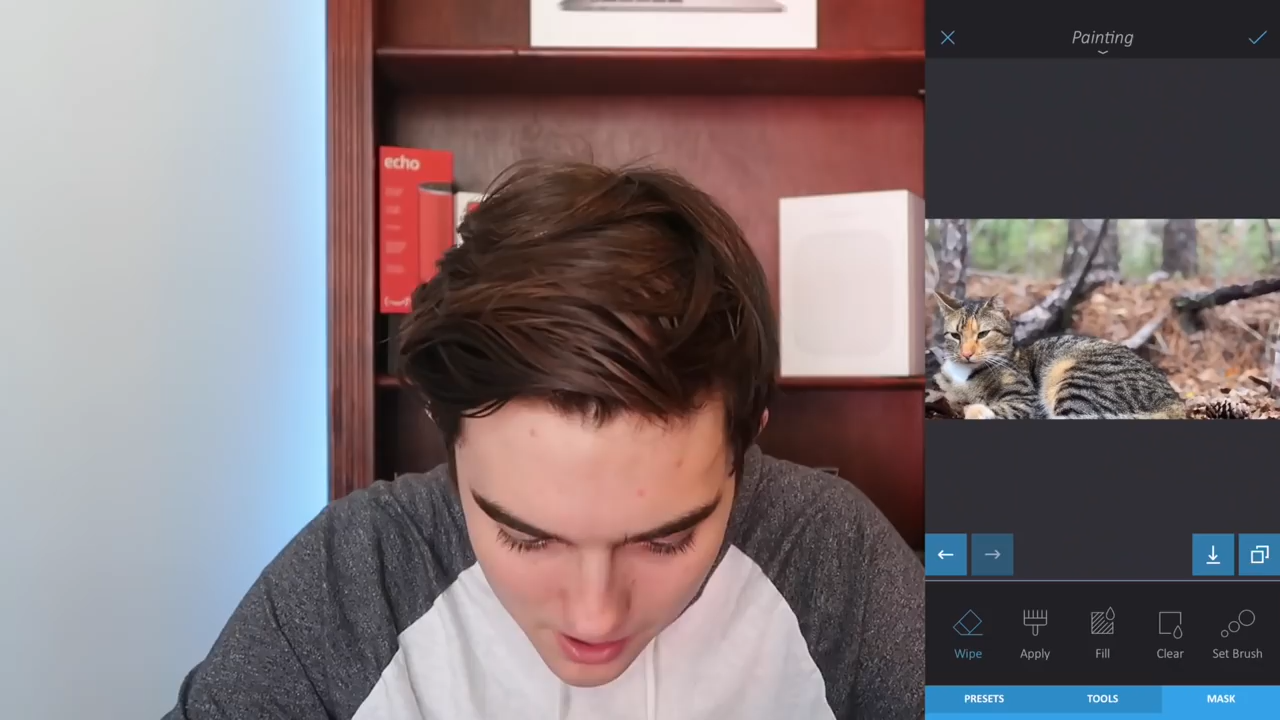 echo
Painting
Wipe
Apply
Fill
Clear
Set Brush
PRESETS
TOOLS
MASK